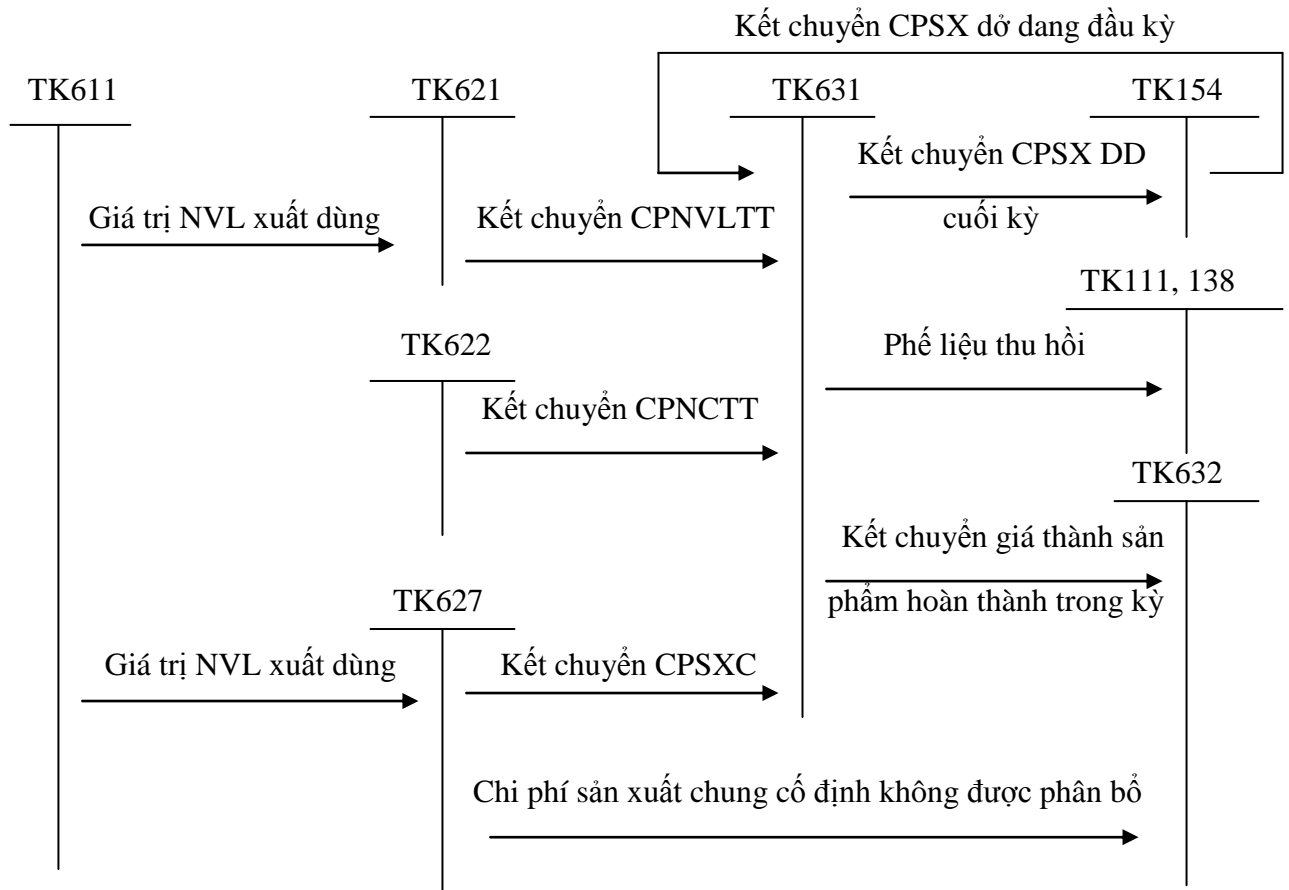 Kết chuyển CPSX dở dang đầu kỳ
TK611
TK621
TK631
TK154
Kết chuyển CPSX DD
cuối kỳ
Giá trị NVL xuất dùng
Kết chuyển CPNVLTT
TK111, 138
TK622
Phế liệu thu hồi
Kết chuyển CPNCTT
TK632
Kết chuyển giá thành sản
phẩm hoàn thành trong kỳ
TK627
Giá trị NVL xuất dùng
Kết chuyển CPSXC
Chi phí sản xuất chung cố định không được phân bổ